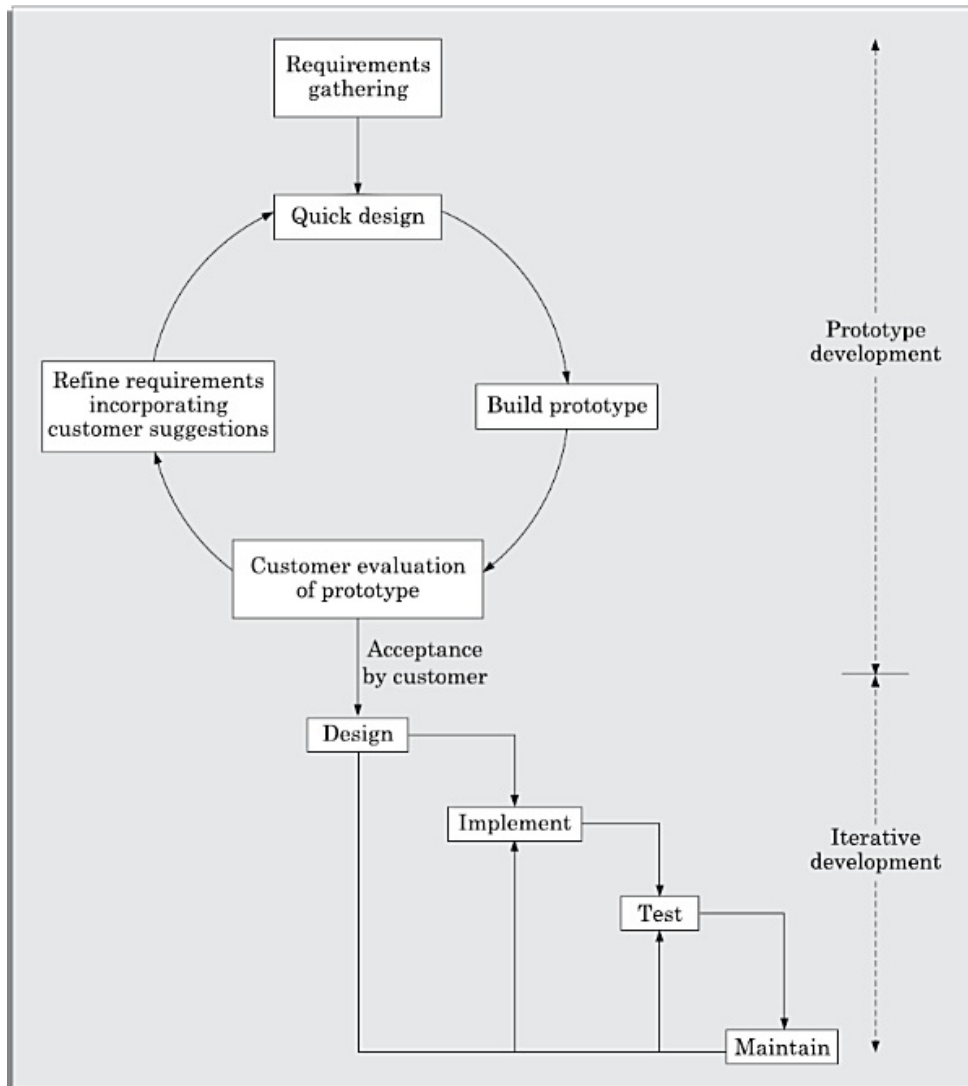 Requirements
gathering
Quick design
Prototype
development
Refine requirements
incorporating
customer suggestions
Build prototype
Customer evaluation
of prototype
Acceptance
by customer
Design
Implement
Iterative
development
Test
Maintain